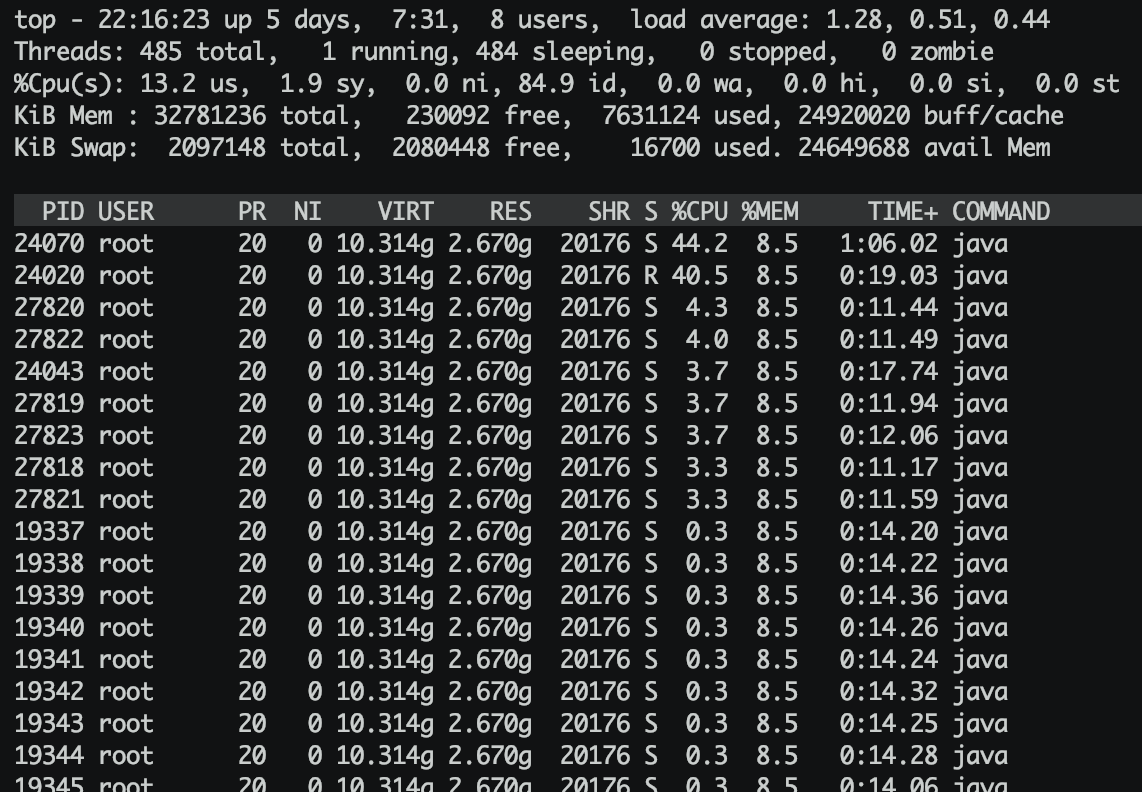 top - 22:16:23 up 5 days,  7:31,  8 users,  load average: 1.28, 0.51, 0.44
Threads: 485 total,   1 running, 484 sleeping,   0 stopped,   0 zombie
%Cpu(s): 13.2 us,  1.9 sy,  0.0 ni, 84.9 id,  0.0 wa,  0.0 hi,  0.0 si,  0.0 st
KiB Mem : 32781236 total,   230092 free,  7631124 used, 24920020 buff/cache
KiB Swap:  2097148 total,  2080448 free,    16700 used. 24649688 avail Mem
  PID USER      PR  NI    VIRT    RES    SHR S %CPU %MEM     TIME+ COMMAND
24070 root      20   0 10.314g 2.670g  20176 S 44.2  8.5   1:06.02 java
24020 root      20   0 10.314g 2.670g  20176 R 40.5  8.5   0:19.03 java
27820 root      20   0 10.314g 2.670g  20176 S  4.3  8.5   0:11.44 java
27822 root      20   0 10.314g 2.670g  20176 S  4.0  8.5   0:11.49 java
24043 root      20   0 10.314g 2.670g  20176 S  3.7  8.5   0:17.74 java
27819 root      20   0 10.314g 2.670g  20176 S  3.7  8.5   0:11.94 java
27823 root      20   0 10.314g 2.670g  20176 S  3.7  8.5   0:12.06 java
27818 root      20   0 10.314g 2.670g  20176 S  3.3  8.5   0:11.17 java
27821 root      20   0 10.314g 2.670g  20176 S  3.3  8.5   0:11.59 java
19337 root      20   0 10.314g 2.670g  20176 S  0.3  8.5   0:14.20 java
19338 root      20   0 10.314g 2.670g  20176 S  0.3  8.5   0:14.22 java
19339 root      20   0 10.314g 2.670g  20176 S  0.3  8.5   0:14.36 java
19340 root      20   0 10.314g 2.670g  20176 S  0.3  8.5   0:14.26 java
19341 root      20   0 10.314g 2.670g  20176 S  0.3  8.5   0:14.24 java
19342 root      20   0 10.314g 2.670g  20176 S  0.3  8.5   0:14.32 java
19343 root      20   0 10.314g 2.670g  20176 S  0.3  8.5   0:14.25 java
19344 root      20   0 10.314g 2.670g  20176 S  0.3  8.5   0:14.28 java
19345 root      20   0 10.314g 2.670g  20176 S  0.3  8.5   0:14.06 java